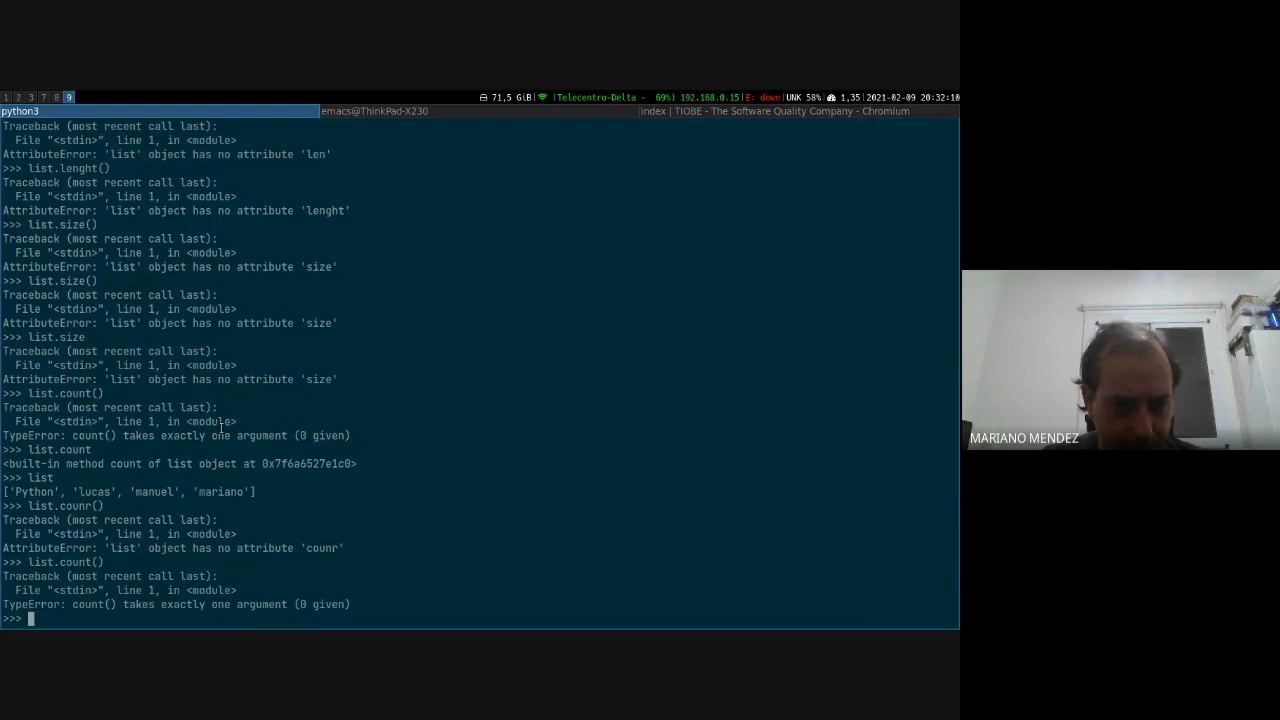 1 2 3 7 8 9
71,5 GiB (Telecentro-Delta - 69%) 192.168.0.15 E: down UNK 58% 1,35 2021-02-09 20:32:10
python3 emacs@ThinkPad-X230 index | TIOBE - The Software Quality Company - Chromium
Traceback (most recent call last):
File "<stdin>", line 1, in <module>
AttributeError: 'list' object has no attribute 'len'
>>> list.lenght()
Traceback (most recent call last):
File "<stdin>", line 1, in <module>
AttributeError: 'list' object has no attribute 'lenght'
>>> list.size()
Traceback (most recent call last):
File "<stdin>", line 1, in <module>
AttributeError: 'list' object has no attribute 'size'
>>> list.size()
Traceback (most recent call last):
File "<stdin>", line 1, in <module>
AttributeError: 'list' object has no attribute 'size'
>>> list.size
Traceback (most recent call last):
File "<stdin>", line 1, in <module>
AttributeError: 'list' object has no attribute 'size'
>>> list.count()
Traceback (most recent call last):
File "<stdin>", line 1, in <module>
TypeError: count() takes exactly one argument (0 given)
>>> list.count
<built-in method count of list object at 0x7f6a6527e1c0>
>>> list
['Python', 'lucas', 'manuel', 'mariano']
>>> list.counr()
Traceback (most recent call last):
File "<stdin>", line 1, in <module>
AttributeError: 'list' object has no attribute 'counr'
>>> list.count()
Traceback (most recent call last):
File "<stdin>", line 1, in <module>
TypeError: count() takes exactly one argument (0 given)
>>>
MARIANO MENDEZ